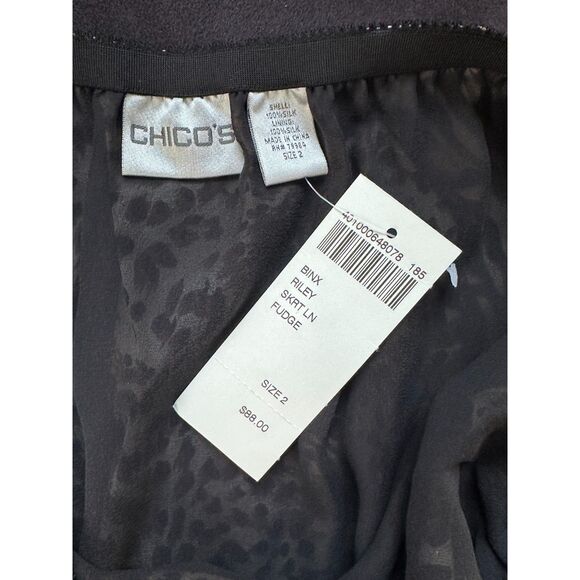 CHICO'S
SHELL:
100% SILK
LINING:
100% SILK
MADE IN CHINA
RN# 79984
SIZE 2
401000648078 185
BINX
RILEY
SKRT LN
FUDGE
SIZE 2
$88.00